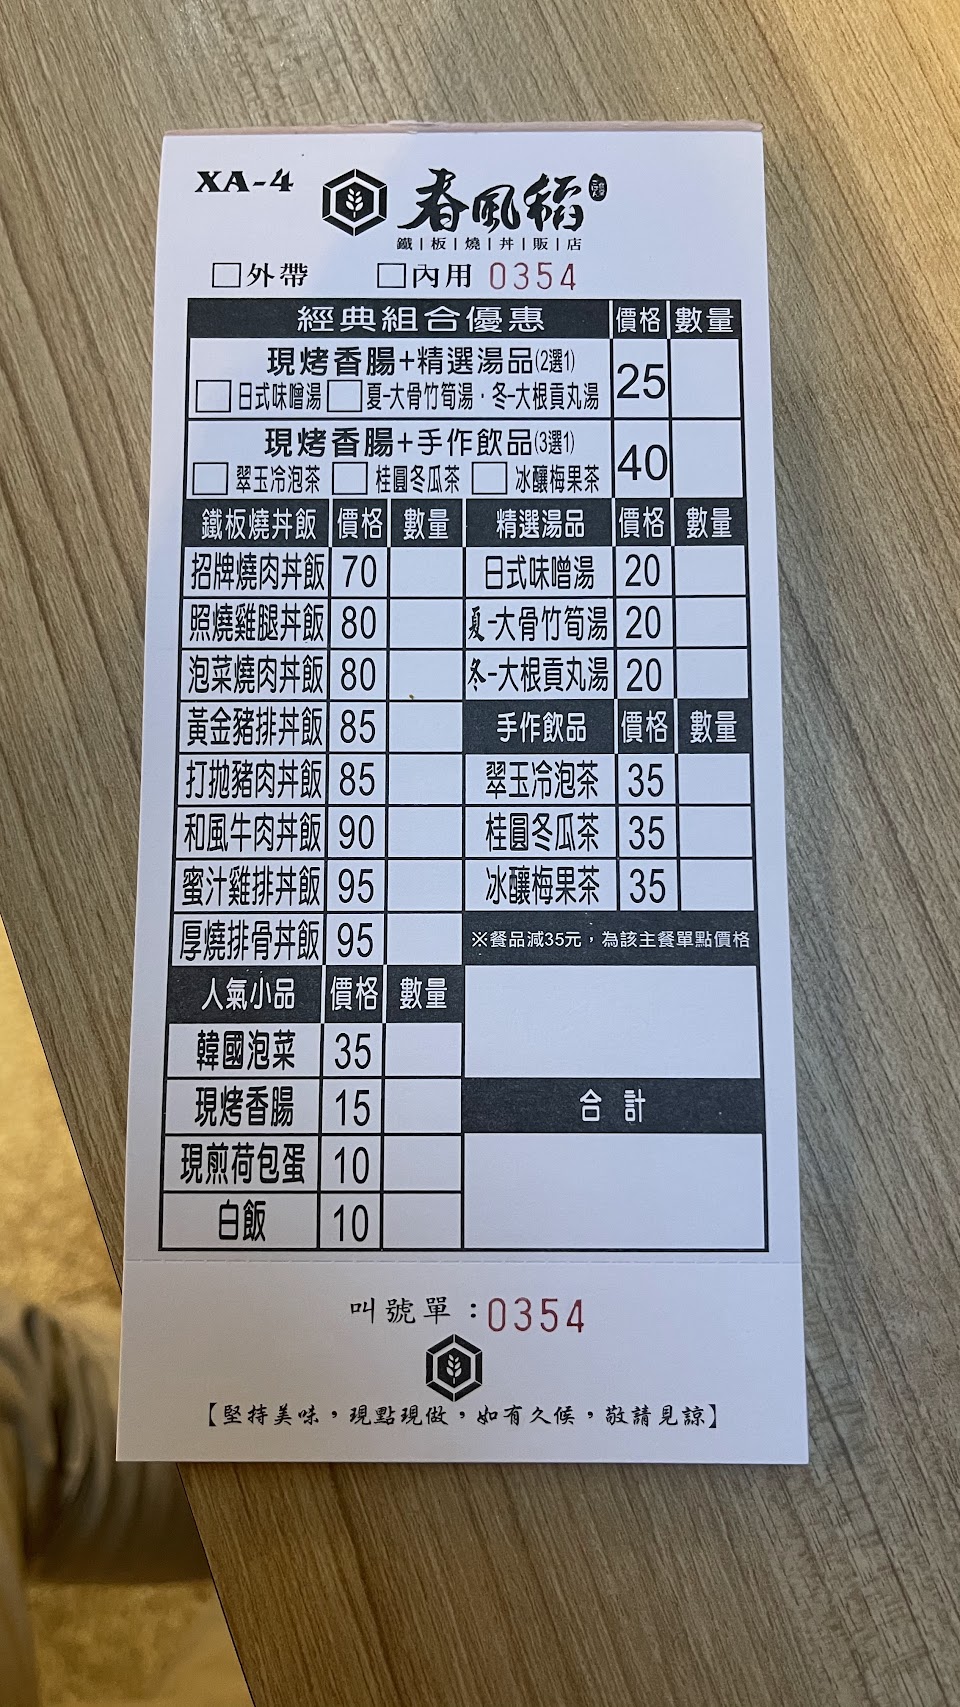 XA-4
春風稻
鐵|板|燒|丼|販|店
□外帶 □內用 0354
經典組合優惠 價格 數量
現烤香腸+精選湯品(2選1) 25
□日式味噌湯 □夏-大骨竹筍湯·冬-大根貢丸湯
現烤香腸+手作飲品(3選1) 40
□翠玉冷泡茶 □桂圓冬瓜茶 □冰釀梅果茶
鐵板燒丼飯 價格 數量 精選湯品 價格 數量
招牌燒肉丼飯 70 日式味噌湯 20
照燒雞腿丼飯 80 夏-大骨竹筍湯 20
泡菜燒肉丼飯 80 冬-大根貢丸湯 20
黃金豬排丼飯 85 手作飲品 價格 數量
打拋豬肉丼飯 85 翠玉冷泡茶 35
和風牛肉丼飯 90 桂圓冬瓜茶 35
蜜汁雞排丼飯 95 冰釀梅果茶 35
厚燒排骨丼飯 95 ※餐品減35元,為該主餐單點價格
人氣小品 價格 數量
韓國泡菜 35
現烤香腸 15 合計
現煎荷包蛋 10
白飯 10
叫號單:0354
【堅持美味,現點現做,如有久候,敬請見諒】